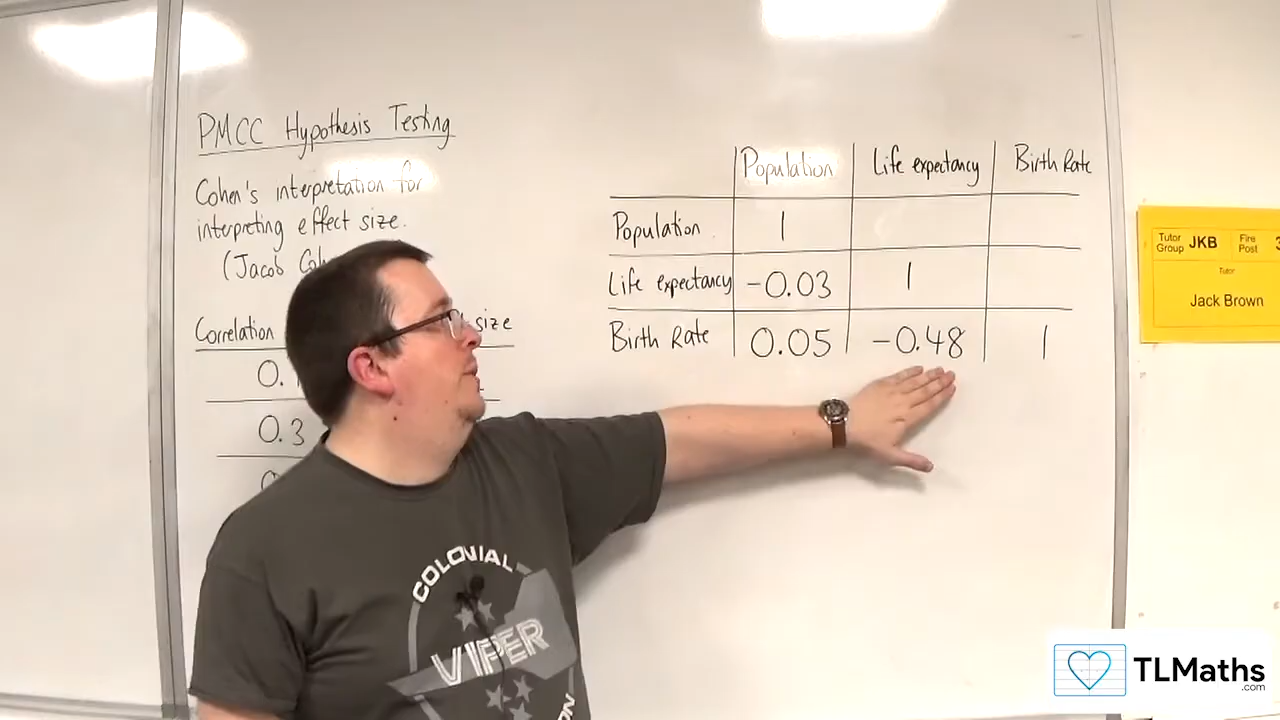 PMCC Hypothesis Testing
Cohen's interpretation for
interpreting effect size.
(Jacob
Correlation size
0.3
Population Life expectancy Birth Rate
Population 1
Life expectancy -0.03 1
Birth Rate 0.05 -0.48 1
Tutor Group JKB Fire Post
Tutor
Jack Brown
COLONIAL
VIPER
TLMaths
.com